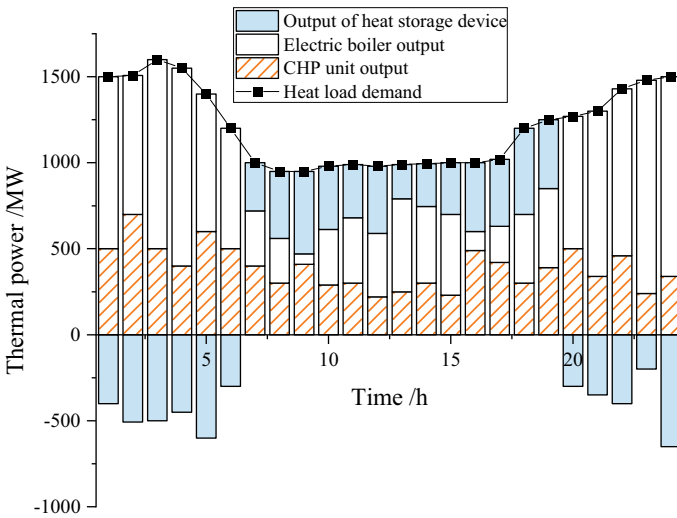 Output of heat storage device
Electric boiler output
CHP unit output
Heat load demand
Thermal power /MW
1500
1000
500
0
-500
-1000
5
10
15
20
Time /h